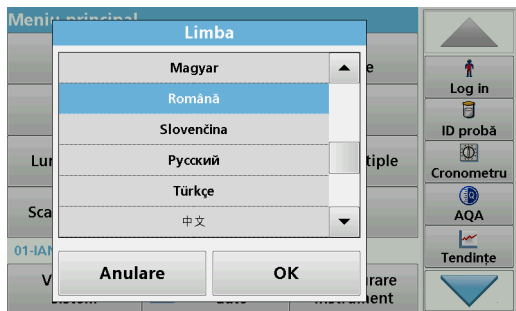 Meniu principal
Limba
Magyar
Română
Slovenčina
Русский
Türkçe
中文
Anulare
OK
01-IAN
Log in
ID probă
Cronometru
AQA
Tendințe